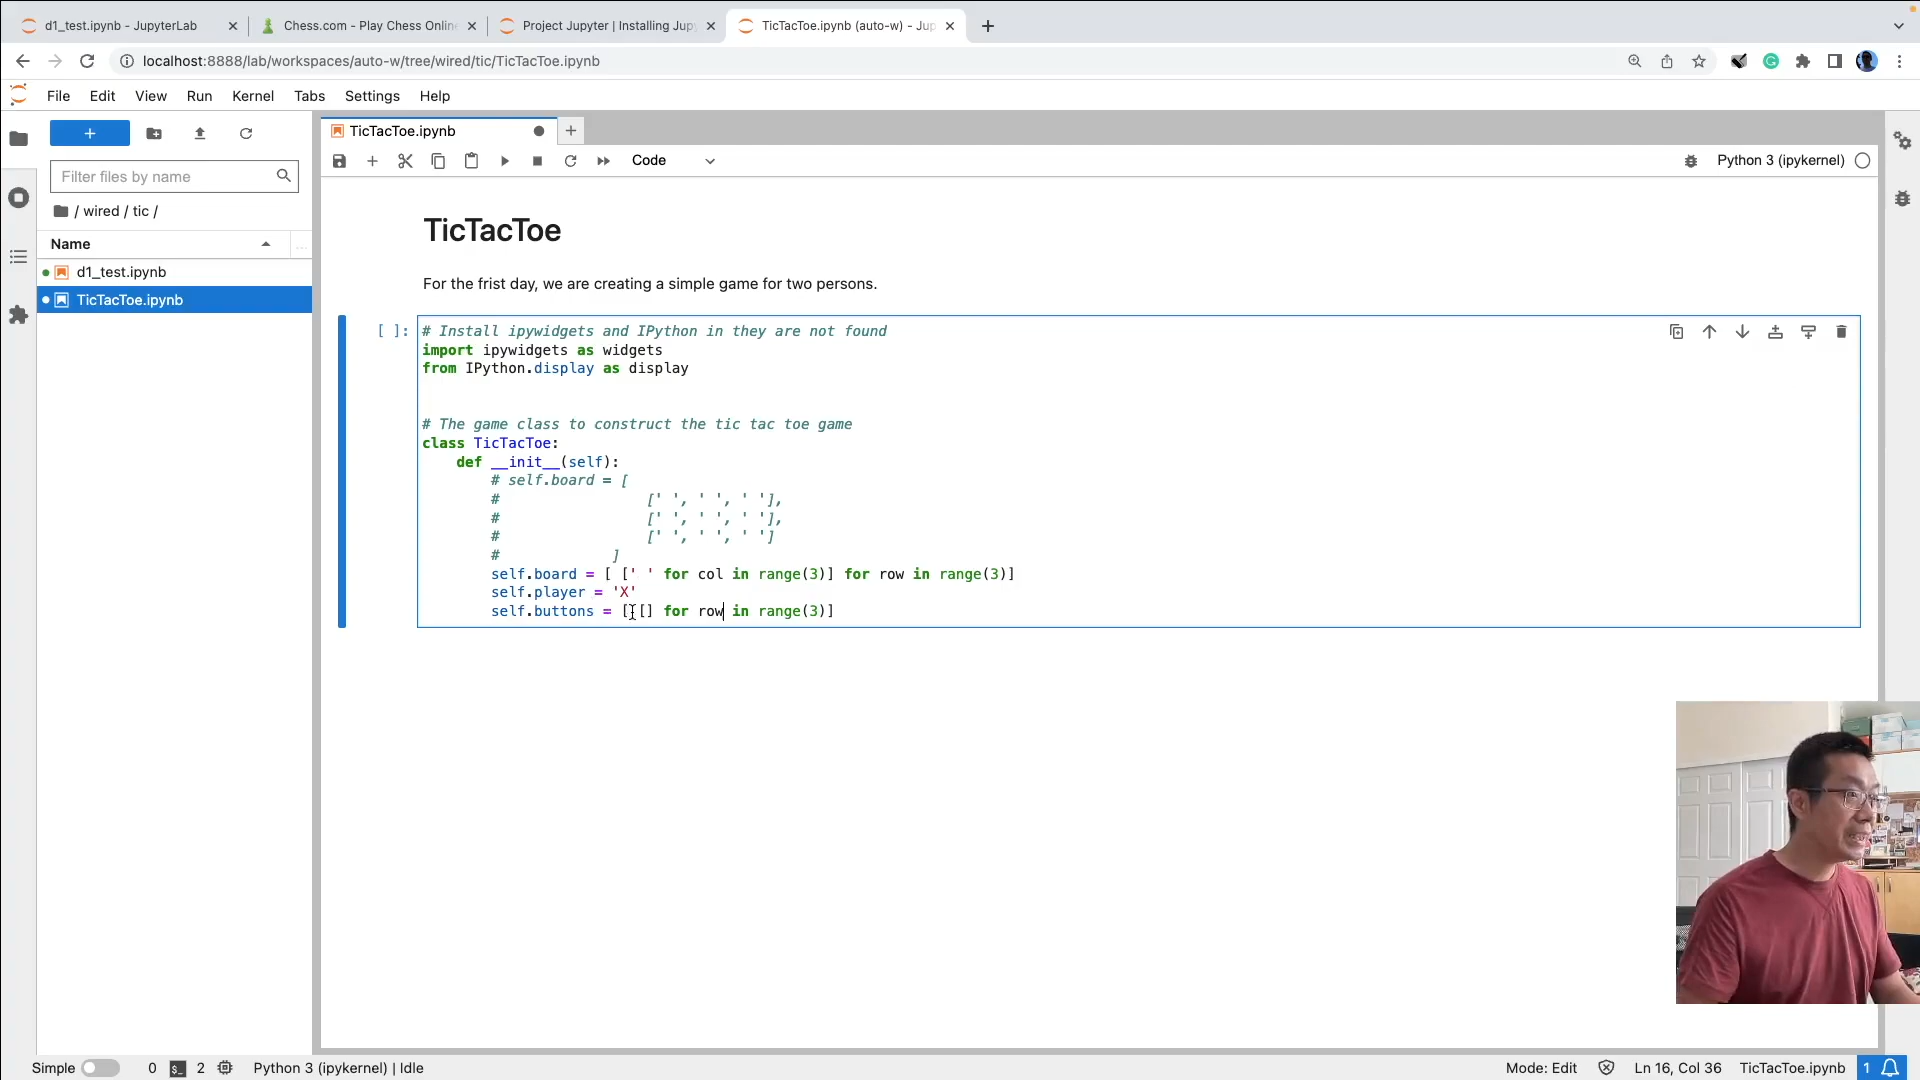 d1_test.ipynb - JupyterLab
Chess.com - Play Chess Online
Project Jupyter | Installing Jupy
TicTacToe.ipynb (auto-w) - Jup
localhost:8888/lab/workspaces/auto-w/tree/wired/tic/TicTacToe.ipynb
File Edit View Run Kernel Tabs Settings Help
TicTacToe.ipynb
Code
Python 3 (ipykernel)
Filter files by name
/ wired / tic /
Name
d1_test.ipynb
TicTacToe.ipynb
TicTacToe
For the frist day, we are creating a simple game for two persons.
[ ]:
# Install ipywidgets and IPython in they are not found
import ipywidgets as widgets
from IPython.display as display
# The game class to construct the tic tac toe game
class TicTacToe:
def __init__(self):
# self.board = [
# [' ', ' ', ' '],
# [' ', ' ', ' '],
# [' ', ' ', ' ']
# ]
self.board = [ [' ' for col in range(3)] for row in range(3)]
self.player = 'X'
self.buttons = [[] for row in range(3)]
Simple 0 2 Python 3 (ipykernel) | Idle
Mode: Edit Ln 16, Col 36 TicTacToe.ipynb 1